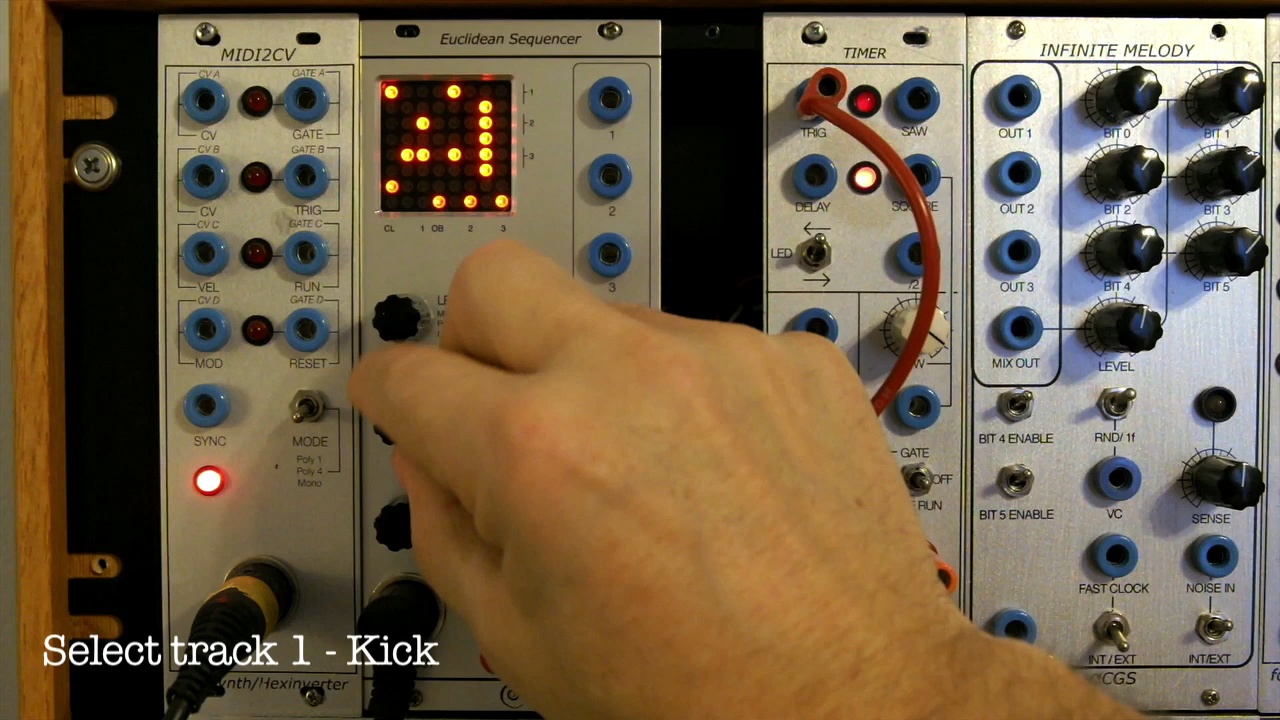 MIDI2CV
CV A
GATE A
CV
GATE
CV B
GATE B
CV
TRIG
CV C
GATE C
VEL
RUN
CV D
GATE D
MOD
RESET
SYNC
MODE
Poly 1
Poly 4
Mono
Euclidean Sequencer
1
2
3
CL 1 OB 2 3
1
2
3
TIMER
TRIG
SAW
DELAY
SQUARE
LED
/2
GATE
OFF
RUN
INFINITE MELODY
OUT 1
BIT 0
BIT 1
OUT 2
BIT 2
BIT 3
OUT 3
BIT 4
BIT 5
MIX OUT
LEVEL
BIT 4 ENABLE
RND/1f
BIT 5 ENABLE
VC
SENSE
FAST CLOCK
NOISE IN
INT / EXT
INT/EXT
CGS
Select track 1 - Kick
/Hexinverter